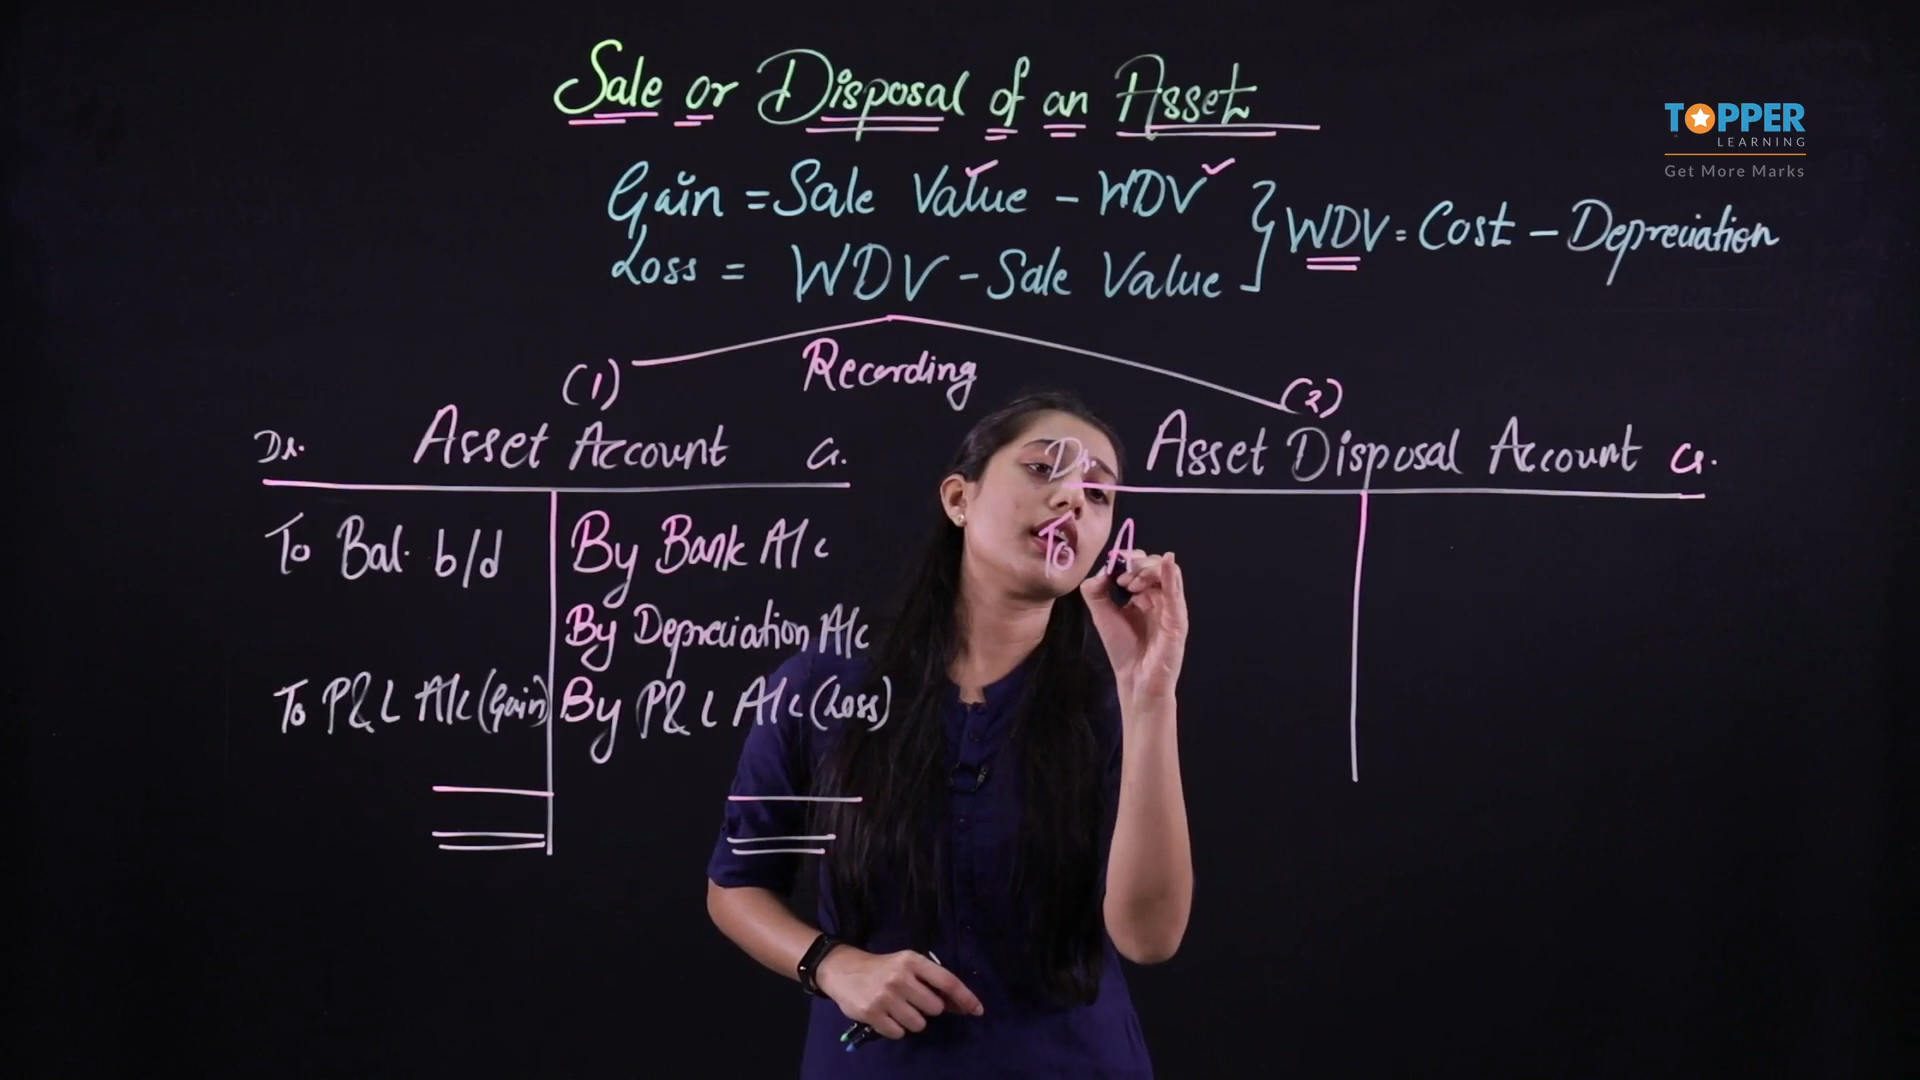 Sale or Disposal of an Asset
TOPPER
LEARNING
Get More Marks
Gain = Sale Value - WDV
Loss = WDV - Sale Value
WDV = Cost - Depreciation
Recording
(1)
(2)
Dr. Asset Account Cr.
To Bal. b/d By Bank A/c
By Depreciation A/c
To P&L A/c (Gain) By P&L A/c (Loss)
Dr. Asset Disposal Account Cr.
To A